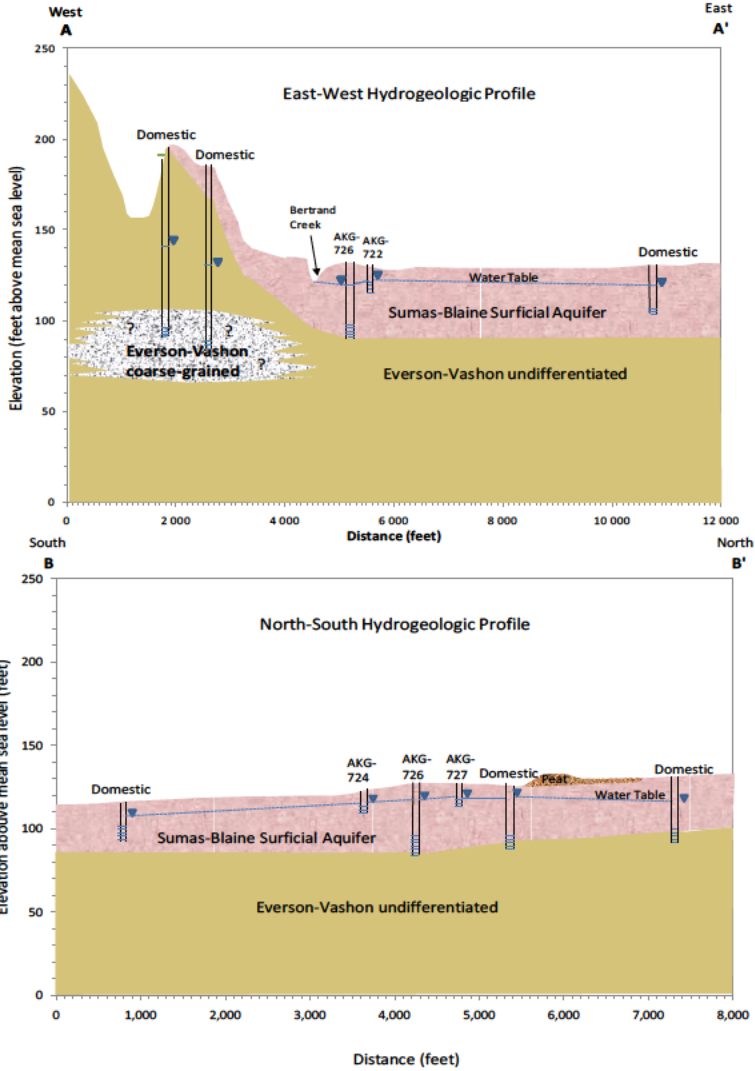 West
A
East
A'
250
East-West Hydrogeologic Profile
200
Domestic
Domestic
150
Bertrand
Creek
AKG-
726
AKG-
722
Domestic
Water Table
Sumas-Blaine Surficial Aquifer
100
?
?
Everson-Vashon
coarse-grained
?
Everson-Vashon undifferentiated
50
0
Elevation (feet above mean sea level)
0
2 000
4 000
6 000
8 000
10 000
12 000
Distance (feet)
South
B
North
B'
250
North-South Hydrogeologic Profile
200
150
Domestic
AKG-
724
AKG-
726
AKG-
727
Domestic
Peat
Domestic
Water Table
100
Sumas-Blaine Surficial Aquifer
Everson-Vashon undifferentiated
50
0
Elevation aboove mean sea level (feet)
0
1,000
2,000
3,000
4,000
5,000
6,000
7,000
8,000
Distance (feet)